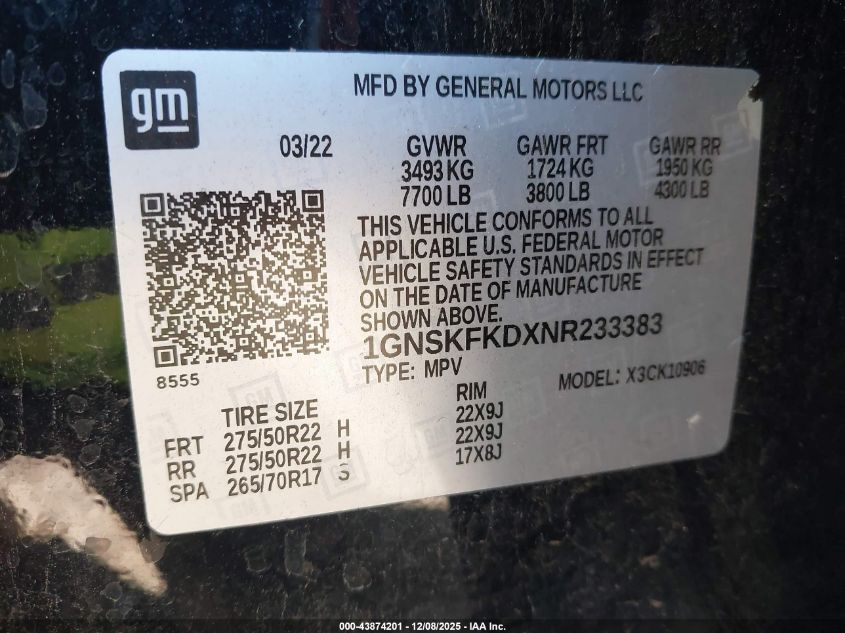 gm
MFD BY GENERAL MOTORS LLC
03/22 GVWR GAWR FRT GAWR RR
3493 KG 1724 KG 1950 KG
7700 LB 3800 LB 4300 LB
THIS VEHICLE CONFORMS TO ALL
APPLICABLE U.S. FEDERAL MOTOR
VEHICLE SAFETY STANDARDS IN EFFECT
ON THE DATE OF MANUFACTURE
SHOWN ABOVE.
1GNSKFKDXNR233383
8555
TYPE: MPV MODEL: X3CK10906
TIRE SIZE RIM
FRT 275/50R22 H 22X9J
RR 275/50R22 H 22X9J
SPA 265/70R17 S 17X8J
000-43874201 - 12/08/2025 - IAA Inc.